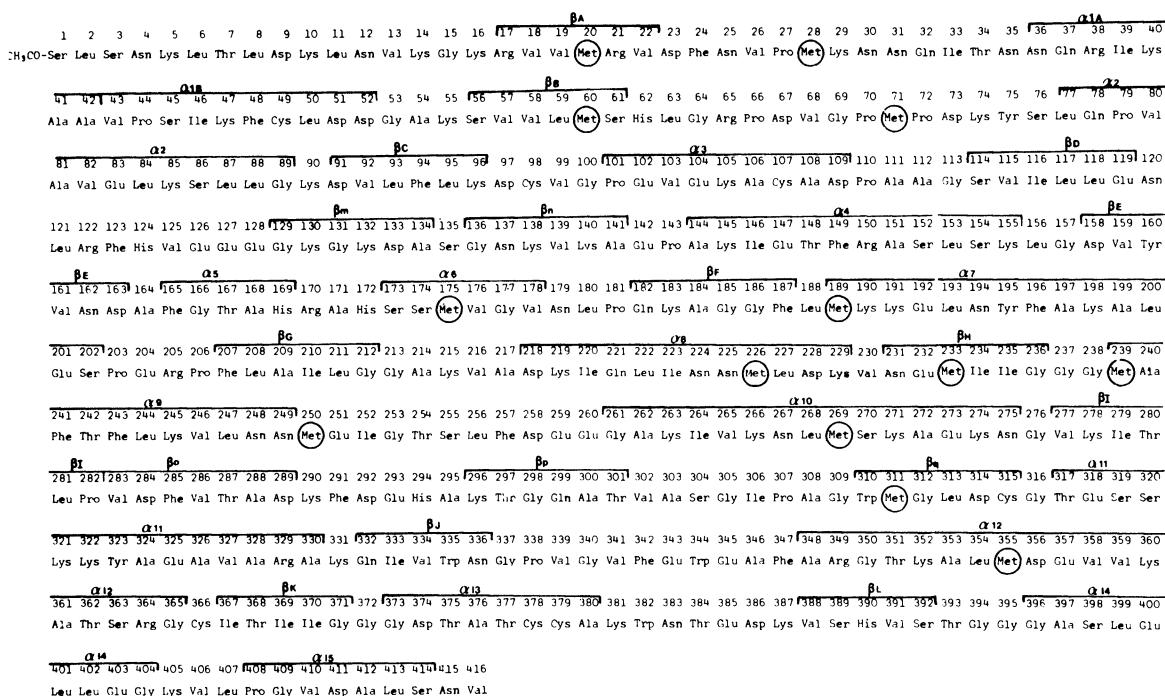 βA α1A
1 2 3 4 5 6 7 8 9 10 11 12 13 14 15 16 17 18 19 20 21 22 23 24 25 26 27 28 29 30 31 32 33 34 35 36 37 38 39 40
CH3CO-Ser Leu Ser Asn Lys Leu Thr Leu Asp Lys Leu Asn Val Lys Gly Lys Arg Val Val Met Arg Val Asp Phe Asn Val Pro Met Lys Asn Asn Gln Ile Thr Asn Asn Gln Arg Ile Lys
α1B βB α2
41 42 43 44 45 46 47 48 49 50 51 52 53 54 55 56 57 58 59 60 61 62 63 64 65 66 67 68 69 70 71 72 73 74 75 76 77 78 79 80
Ala Ala Val Pro Ser Ile Lys Phe Cys Leu Asp Asp Gly Ala Lys Ser Val Val Leu Met Ser His Leu Gly Arg Pro Asp Val Gly Pro Met Pro Asp Lys Tyr Ser Leu Gln Pro Val
α2 βC α3 βD
81 82 83 84 85 86 87 88 89 90 91 92 93 94 95 96 97 98 99 100 101 102 103 104 105 106 107 108 109 110 111 112 113 114 115 116 117 118 119 120
Ala Val Glu Leu Lys Ser Leu Leu Gly Lys Asp Val Leu Phe Leu Lys Asp Cys Val Gly Pro Glu Val Glu Lys Ala Cys Ala Asp Pro Ala Ala Gly Ser Val Ile Leu Leu Glu Asn
βm βn α4 βE
121 122 123 124 125 126 127 128 129 130 131 132 133 134 135 136 137 138 139 140 141 142 143 144 145 146 147 148 149 150 151 152 153 154 155 156 157 158 159 160
Leu Arg Phe His Val Glu Glu Glu Gly Lys Gly Lys Asp Ala Ser Gly Asn Lys Val Lys Ala Glu Pro Ala Lys Ile Glu Thr Phe Arg Ala Ser Leu Ser Lys Leu Gly Asp Val Tyr
βE α5 α6 βF α7
161 162 163 164 165 166 167 168 169 170 171 172 173 174 175 176 177 178 179 180 181 182 183 184 185 186 187 188 189 190 191 192 193 194 195 196 197 198 199 200
Val Asn Asp Ala Phe Gly Thr Ala His Arg Ala His Ser Ser Met Val Gly Val Asn Leu Pro Gln Lys Ala Gly Gly Phe Leu Met Lys Lys Glu Leu Asn Tyr Phe Ala Lys Ala Leu
βG α8 βH
201 202 203 204 205 206 207 208 209 210 211 212 213 214 215 216 217 218 219 220 221 222 223 224 225 226 227 228 229 230 231 232 233 234 235 236 237 238 239 240
Glu Ser Pro Glu Arg Pro Phe Leu Ala Ile Leu Gly Gly Ala Lys Val Ala Asp Lys Ile Gln Leu Ile Asn Asn Met Leu Asp Lys Val Asn Glu Met Ile Ile Gly Gly Gly Met Ala
α9 α10 βI
241 242 243 244 245 246 247 248 249 250 251 252 253 254 255 256 257 258 259 260 261 262 263 264 265 266 267 268 269 270 271 272 273 274 275 276 277 278 279 280
Phe Thr Phe Leu Lys Val Leu Asn Asn Met Glu Ile Gly Thr Ser Leu Phe Asp Glu Glu Gly Ala Lys Ile Val Lys Asn Leu Met Ser Lys Ala Glu Lys Asn Gly Val Lys Ile Thr
βI βo βp βq α11
281 282 283 284 285 286 287 288 289 290 291 292 293 294 295 296 297 298 299 300 301 302 303 304 305 306 307 308 309 310 311 312 313 314 315 316 317 318 319 320
Leu Pro Val Asp Phe Val Thr Ala Asp Lys Phe Asp Glu His Ala Lys Thr Gly Gln Ala Thr Val Ala Ser Gly Ile Pro Ala Gly Trp Met Gly Leu Asp Cys Gly Thr Glu Ser Ser
α11 βJ α12
321 322 323 324 325 326 327 328 329 330 331 332 333 334 335 336 337 338 339 340 341 342 343 344 345 346 347 348 349 350 351 352 353 354 355 356 357 358 359 360
Lys Lys Tyr Ala Glu Ala Val Ala Arg Ala Lys Gln Ile Val Trp Asn Gly Pro Val Gly Val Phe Glu Trp Glu Ala Phe Ala Arg Gly Thr Lys Ala Leu Met Asp Glu Val Val Lys
α12 βK α13 βL α14
361 362 363 364 365 366 367 368 369 370 371 372 373 374 375 376 377 378 379 380 381 382 383 384 385 386 387 388 389 390 391 392 393 394 395 396 397 398 399 400
Ala Thr Ser Arg Gly Cys Ile Thr Ile Ile Gly Gly Gly Asp Thr Ala Thr Cys Cys Ala Lys Trp Asn Thr Glu Asp Lys Val Ser His Val Ser Thr Gly Gly Gly Ala Ser Leu Glu
α14 α15
401 402 403 404 405 406 407 408 409 410 411 412 413 414 415 416
Leu Leu Glu Gly Lys Val Leu Pro Gly Val Asp Ala Leu Ser Asn Val